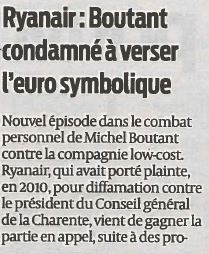 Ryanair : Boutant
condamné à verser
l'euro symbolique
Nouvel épisode dans le combat
personnel de Michel Boutant
contre la compagnie low-cost.
Ryanair, qui avait porté plainte,
en 2010, pour diffamation contre
le président du Conseil général
de la Charente, vient de gagner la
partie en appel, suite à des pro-